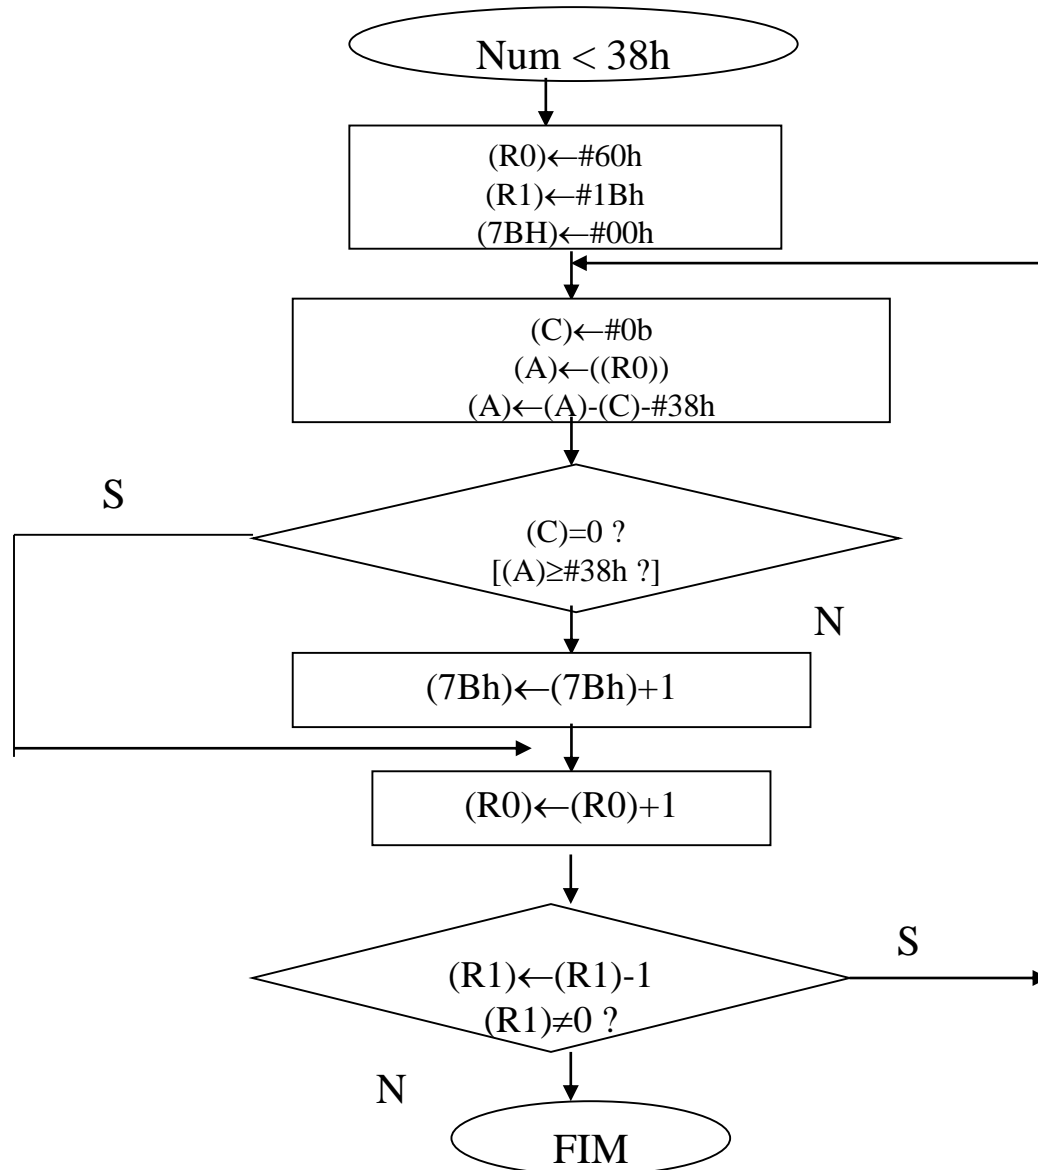 Num < 38h
(R0)←#60h
(R1)←#1Bh
(7BH)←#00h
(C)←#0b
(A)←((R0))
(A)←(A)-(C)-#38h
S
(C)=0 ?
[(A)≥#38h ?]
N
(7Bh)←(7Bh)+1
(R0)←(R0)+1
S
(R1)←(R1)-1
(R1)≠0 ?
N
FIM